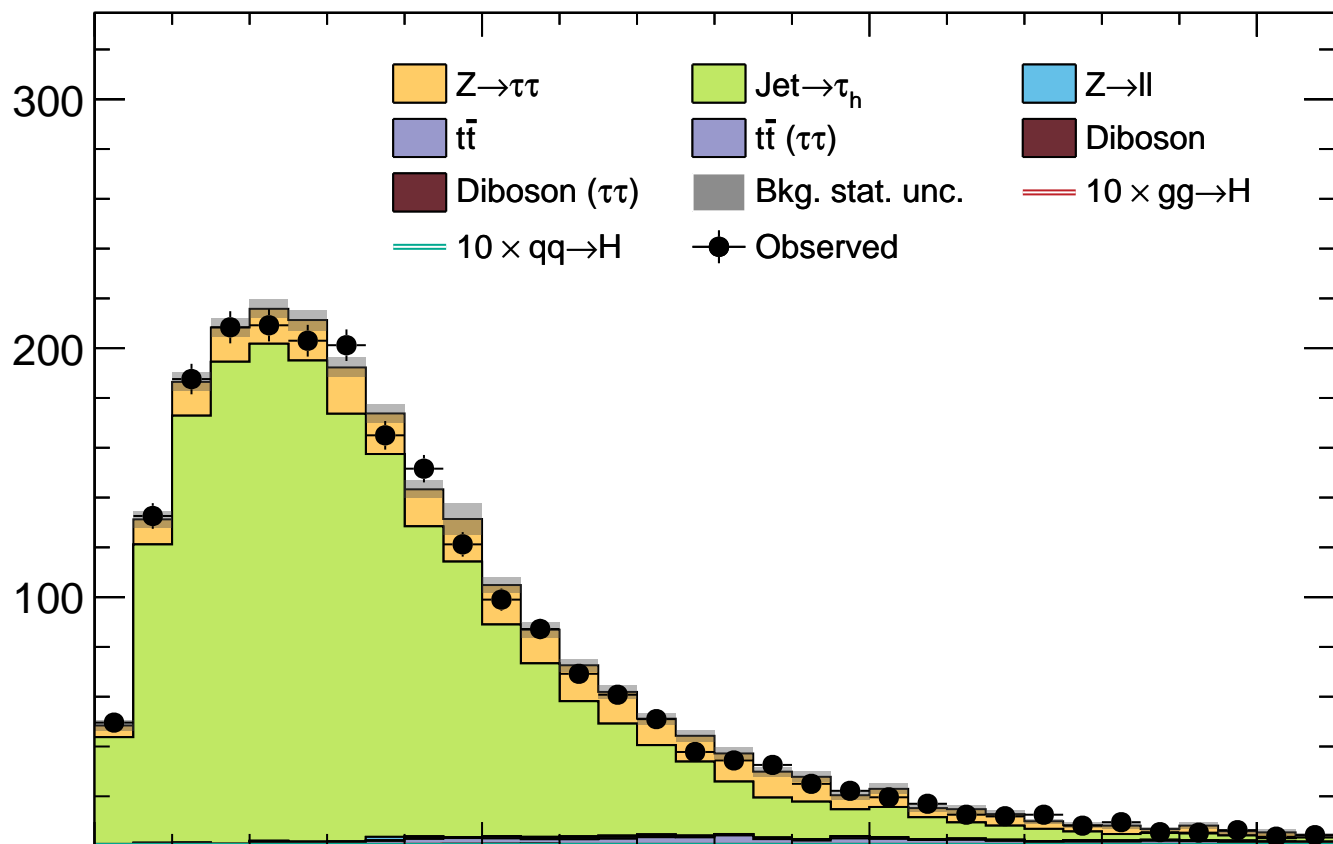 Z→ττ Jet→τ_h Z→ll
300
tt̄ tt̄ (ττ) Diboson
Diboson (ττ) Bkg. stat. unc. 10 × gg→H
10 × qq→H Observed
200
100